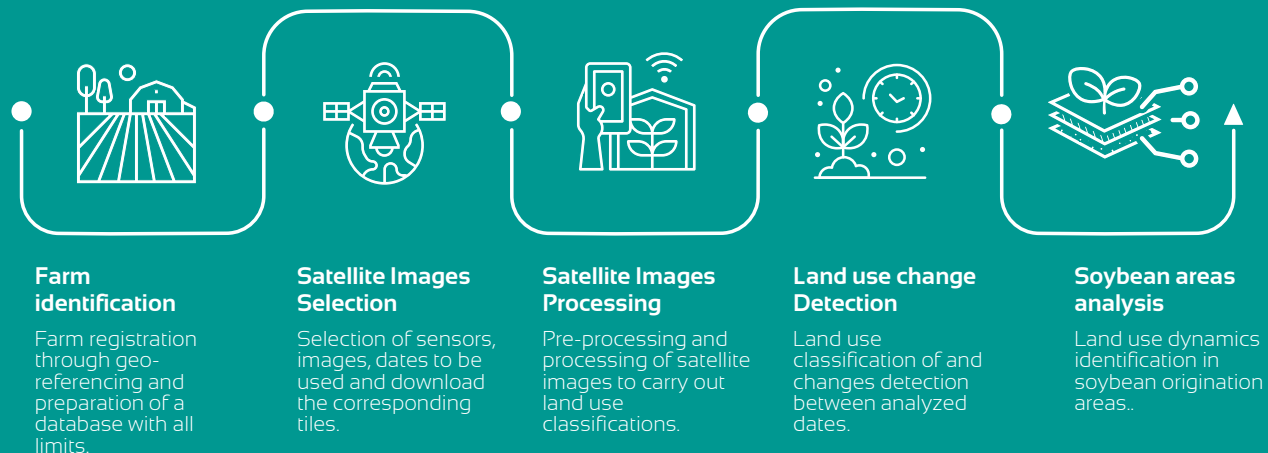 Farm
identification
Farm registration
through geo-
referencing and
preparation of a
database with all
limits.
Satellite Images
Selection
Selection of sensors,
images, dates to be
used and download
the corresponding
tiles.
Satellite Images
Processing
Pre-processing and
processing of satellite
images to carry out
land use
classifications.
Land use change
Detection
Land use
classification of and
changes detection
between analyzed
dates.
Soybean areas
analysis
Land use dynamics
identification in
soybean origination
areas..